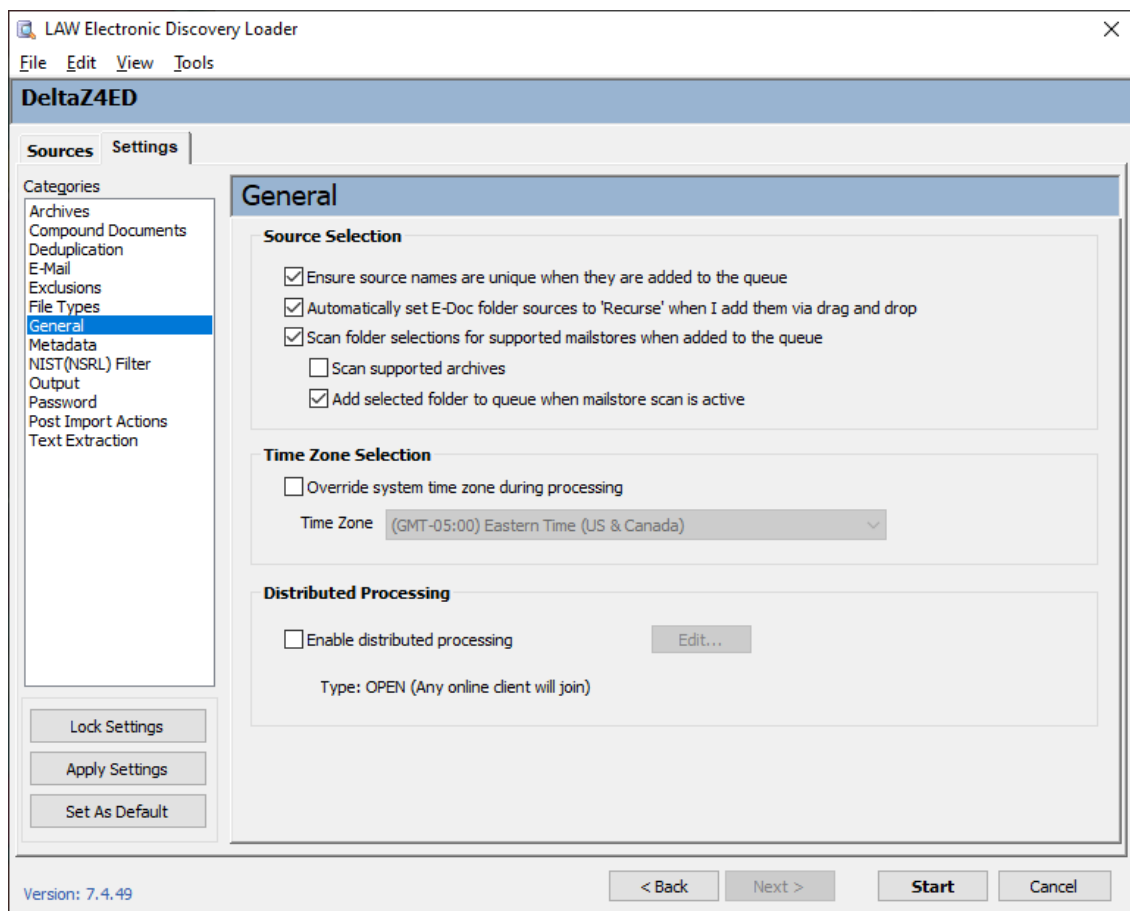 LAW Electronic Discovery Loader
File Edit View Tools
DeltaZ4ED
Sources Settings
Categories
Archives
Compound Documents
Deduplication
E-Mail
Exclusions
File Types
General
Metadata
NIST(NSRL) Filter
Output
Password
Post Import Actions
Text Extraction
Lock Settings
Apply Settings
Set As Default
General
Source Selection
Ensure source names are unique when they are added to the queue
Automatically set E-Doc folder sources to 'Recurse' when I add them via drag and drop
Scan folder selections for supported mailstores when added to the queue
Scan supported archives
Add selected folder to queue when mailstore scan is active
Time Zone Selection
Override system time zone during processing
Time Zone (GMT-05:00) Eastern Time (US & Canada)
Distributed Processing
Enable distributed processing Edit...
Type: OPEN (Any online client will join)
Version: 7.4.49 < Back Next > Start Cancel